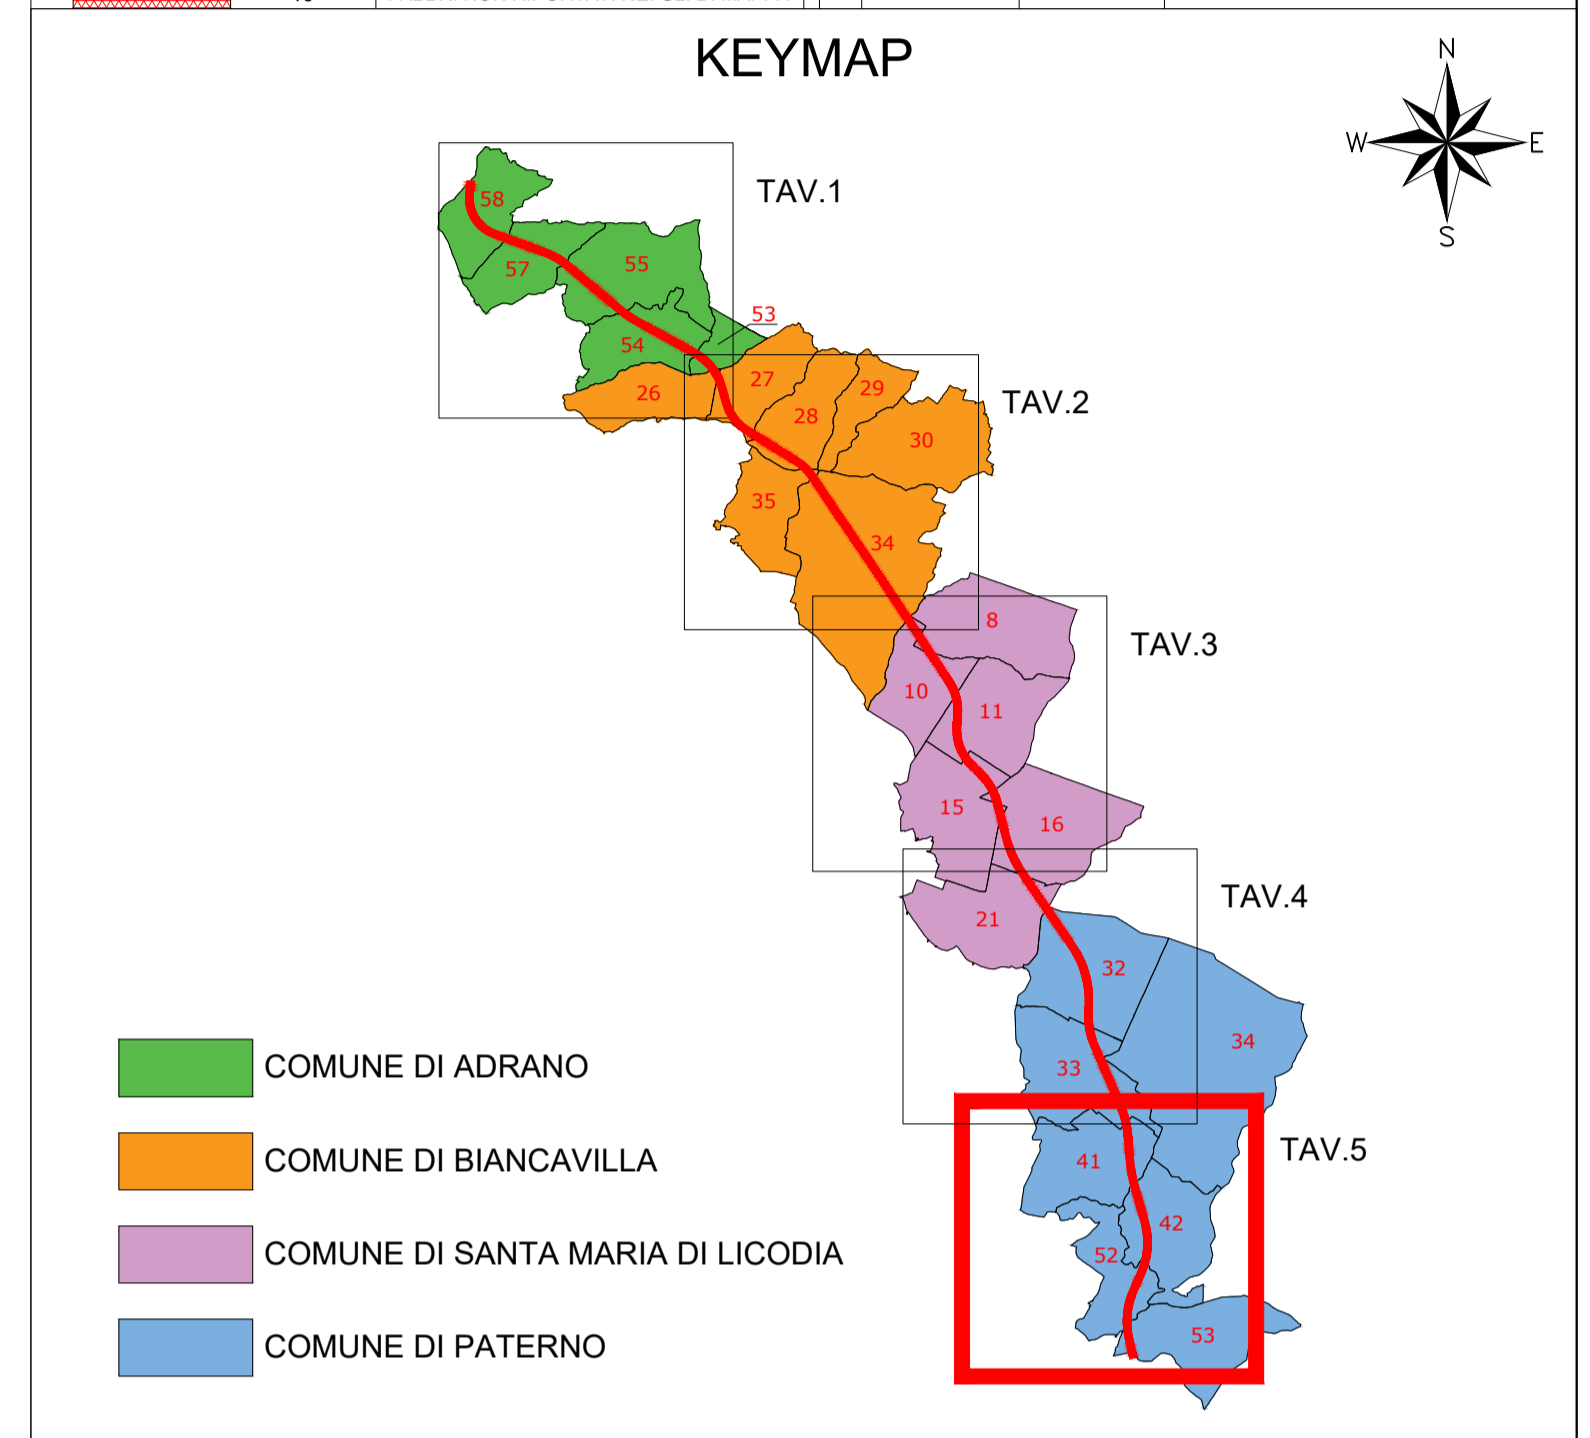 KEYMAP
N
W
E
S
TAV.1
58
57
55
53
54
26
27
28
29
30
TAV.2
35
34
8
TAV.3
10
11
15
16
21
TAV.4
32
34
33
TAV.5
41
42
52
53
COMUNE DI ADRANO
COMUNE DI BIANCAVILLA
COMUNE DI SANTA MARIA DI LICODIA
COMUNE DI PATERNO